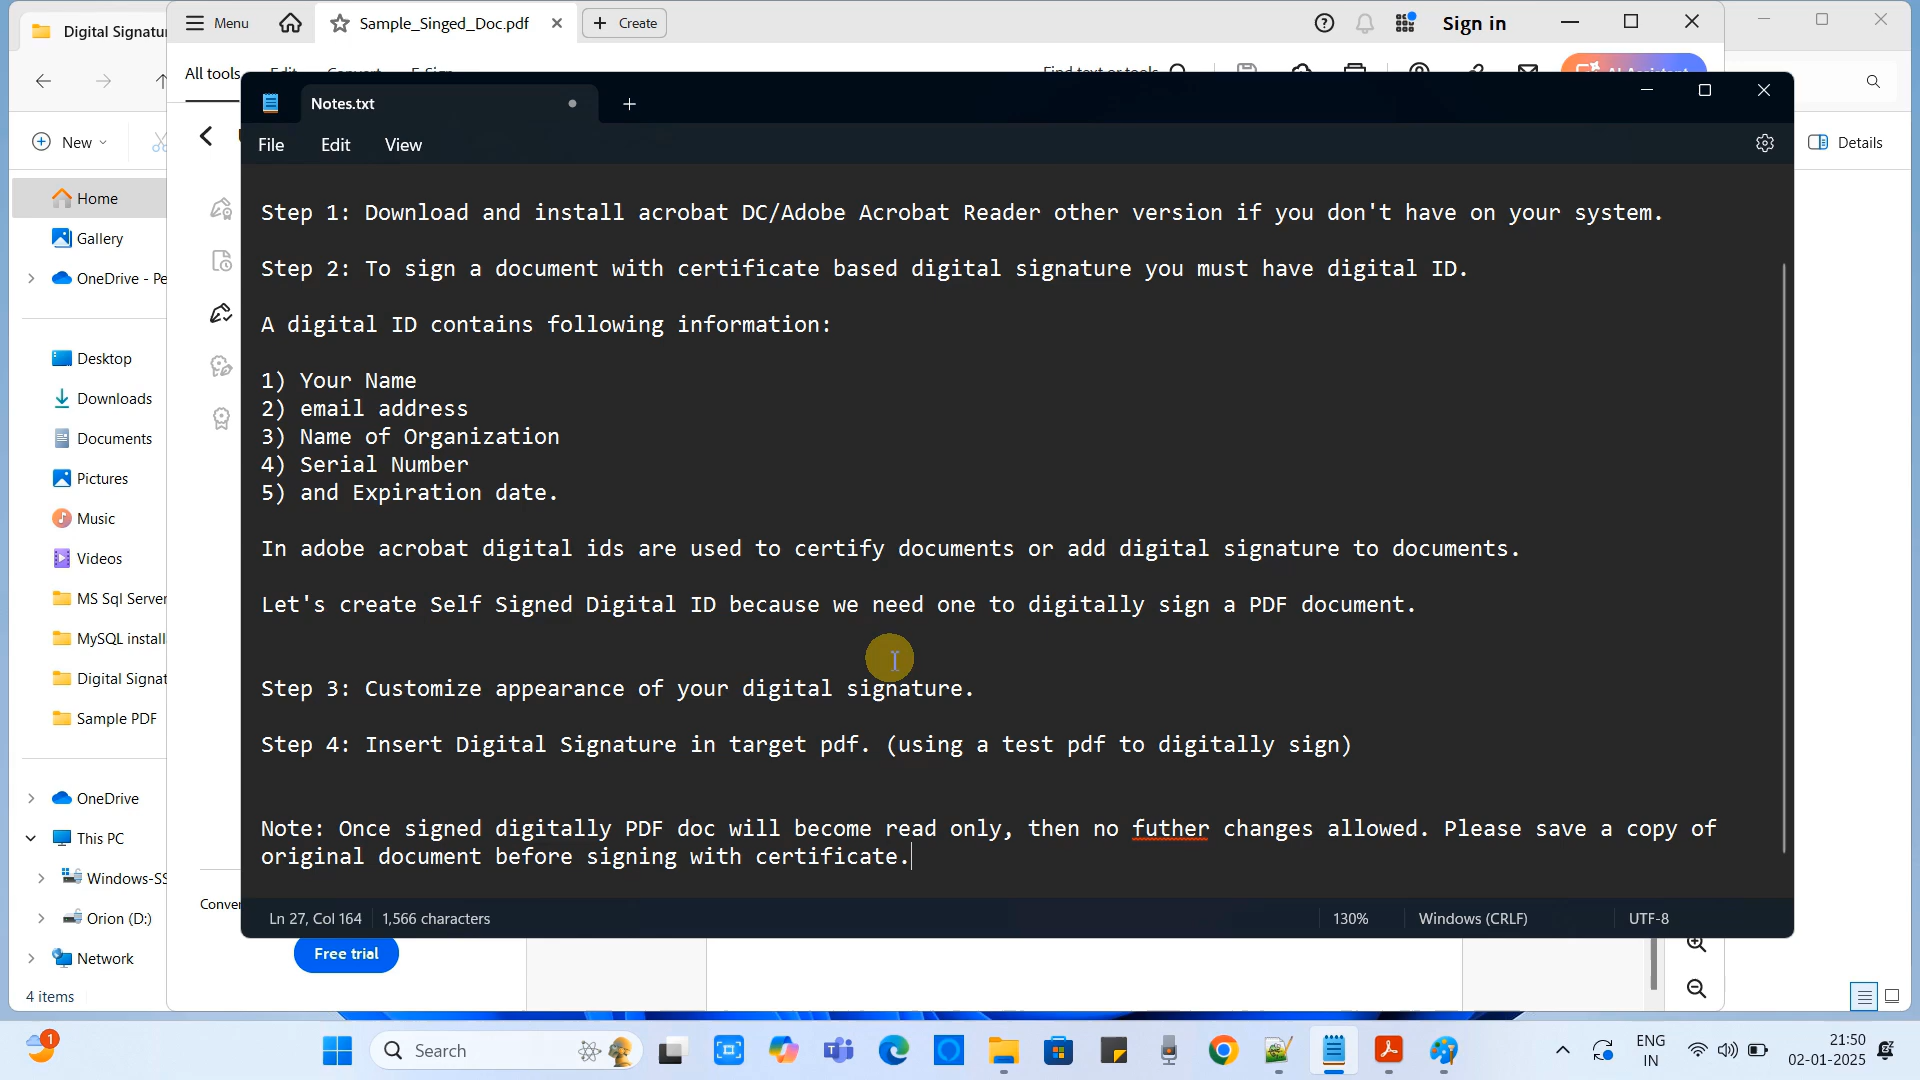 Digital Signatu
Menu
Sample_Singed_Doc.pdf
Create
Sign in
All tools
Notes.txt
File
Edit
View
New
Details
Home
Gallery
OneDrive - Pe
Desktop
Downloads
Documents
Pictures
Music
Videos
MS Sql Server
MySQL install
Digital Signat
Sample PDF
OneDrive
This PC
Windows-SS
Orion (D:)
Network
4 items
Step 1: Download and install acrobat DC/Adobe Acrobat Reader other version if you don't have on your system.
Step 2: To sign a document with certificate based digital signature you must have digital ID.
A digital ID contains following information:
1) Your Name
2) email address
3) Name of Organization
4) Serial Number
5) and Expiration date.
In adobe acrobat digital ids are used to certify documents or add digital signature to documents.
Let's create Self Signed Digital ID because we need one to digitally sign a PDF document.
Step 3: Customize appearance of your digital signature.
Step 4: Insert Digital Signature in target pdf. (using a test pdf to digitally sign)
Note: Once signed digitally PDF doc will become read only, then no futher changes allowed. Please save a copy of
original document before signing with certificate.
Ln 27, Col 164
1,566 characters
130%
Windows (CRLF)
UTF-8
Conver
Free trial
1
Search
ENG
IN
21:50
02-01-2025